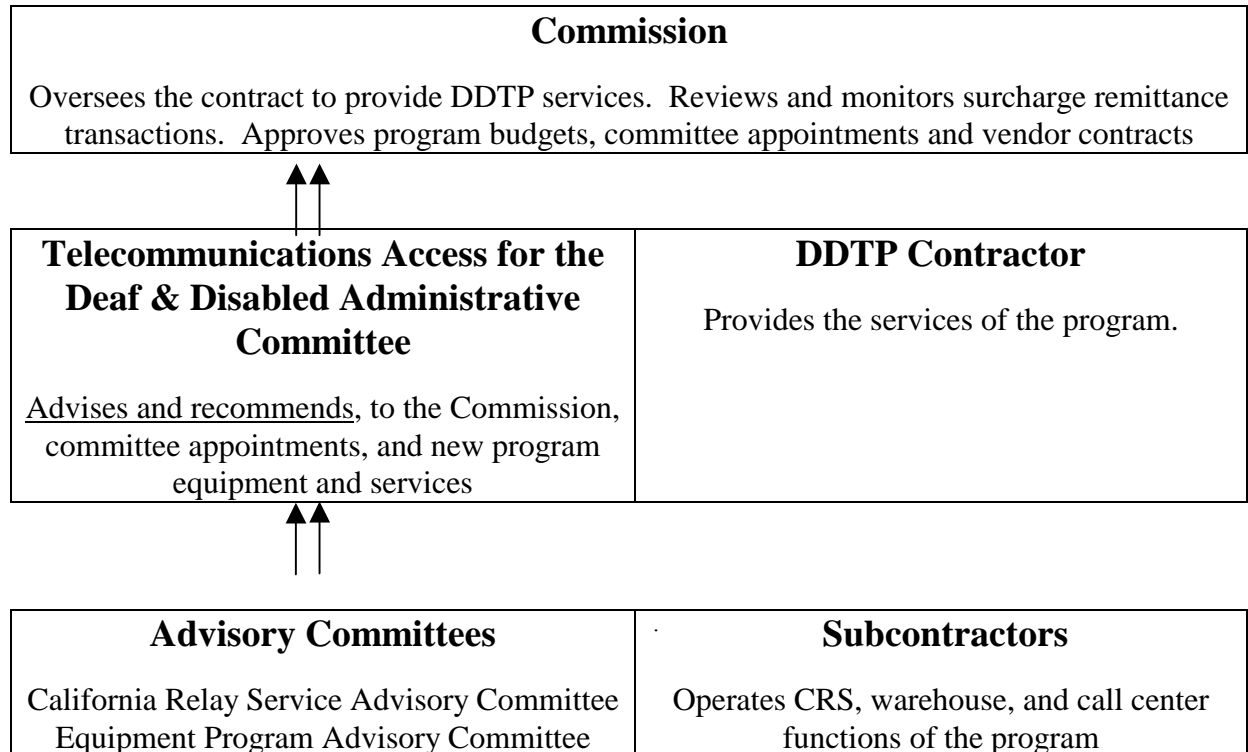 Commission
Oversees the contract to provide DDTP services.  Reviews and monitors surcharge remittance
transactions.  Approves program budgets, committee appointments and vendor contracts
Telecommunications Access for the
Deaf & Disabled Administrative
Committee
Advises and recommends, to the Commission,
committee appointments, and new program
equipment and services
DDTP Contractor
Provides the services of the program.
Advisory Committees
California Relay Service Advisory Committee
Equipment Program Advisory Committee
Subcontractors
Operates CRS, warehouse, and call center
functions of the program